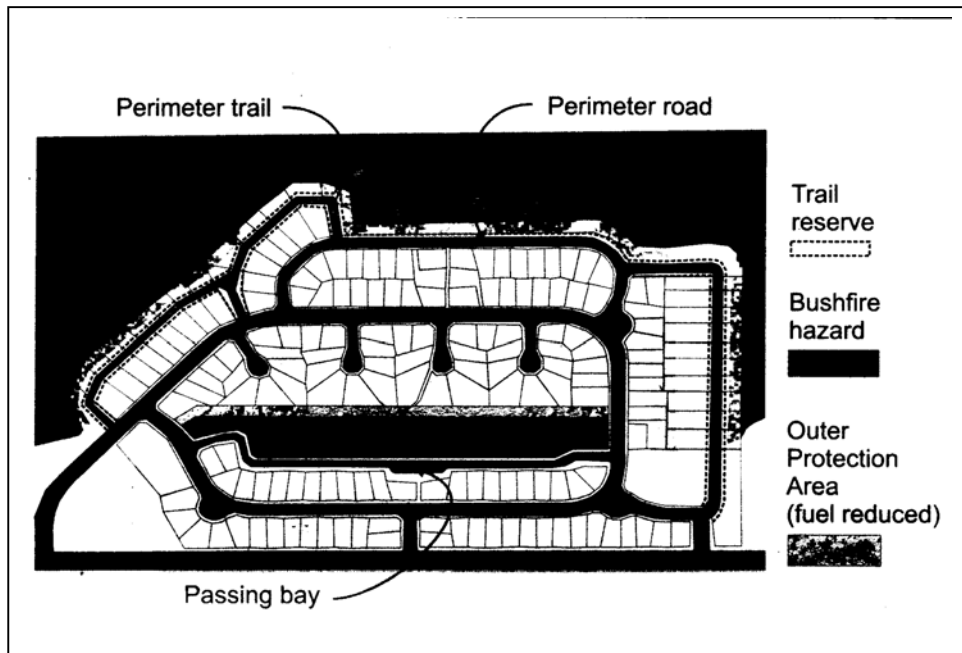 Perimeter trail
Perimeter road
Trail
reserve
Bushfire
hazard
Outer
Protection
Area
(fuel reduced)
Passing bay